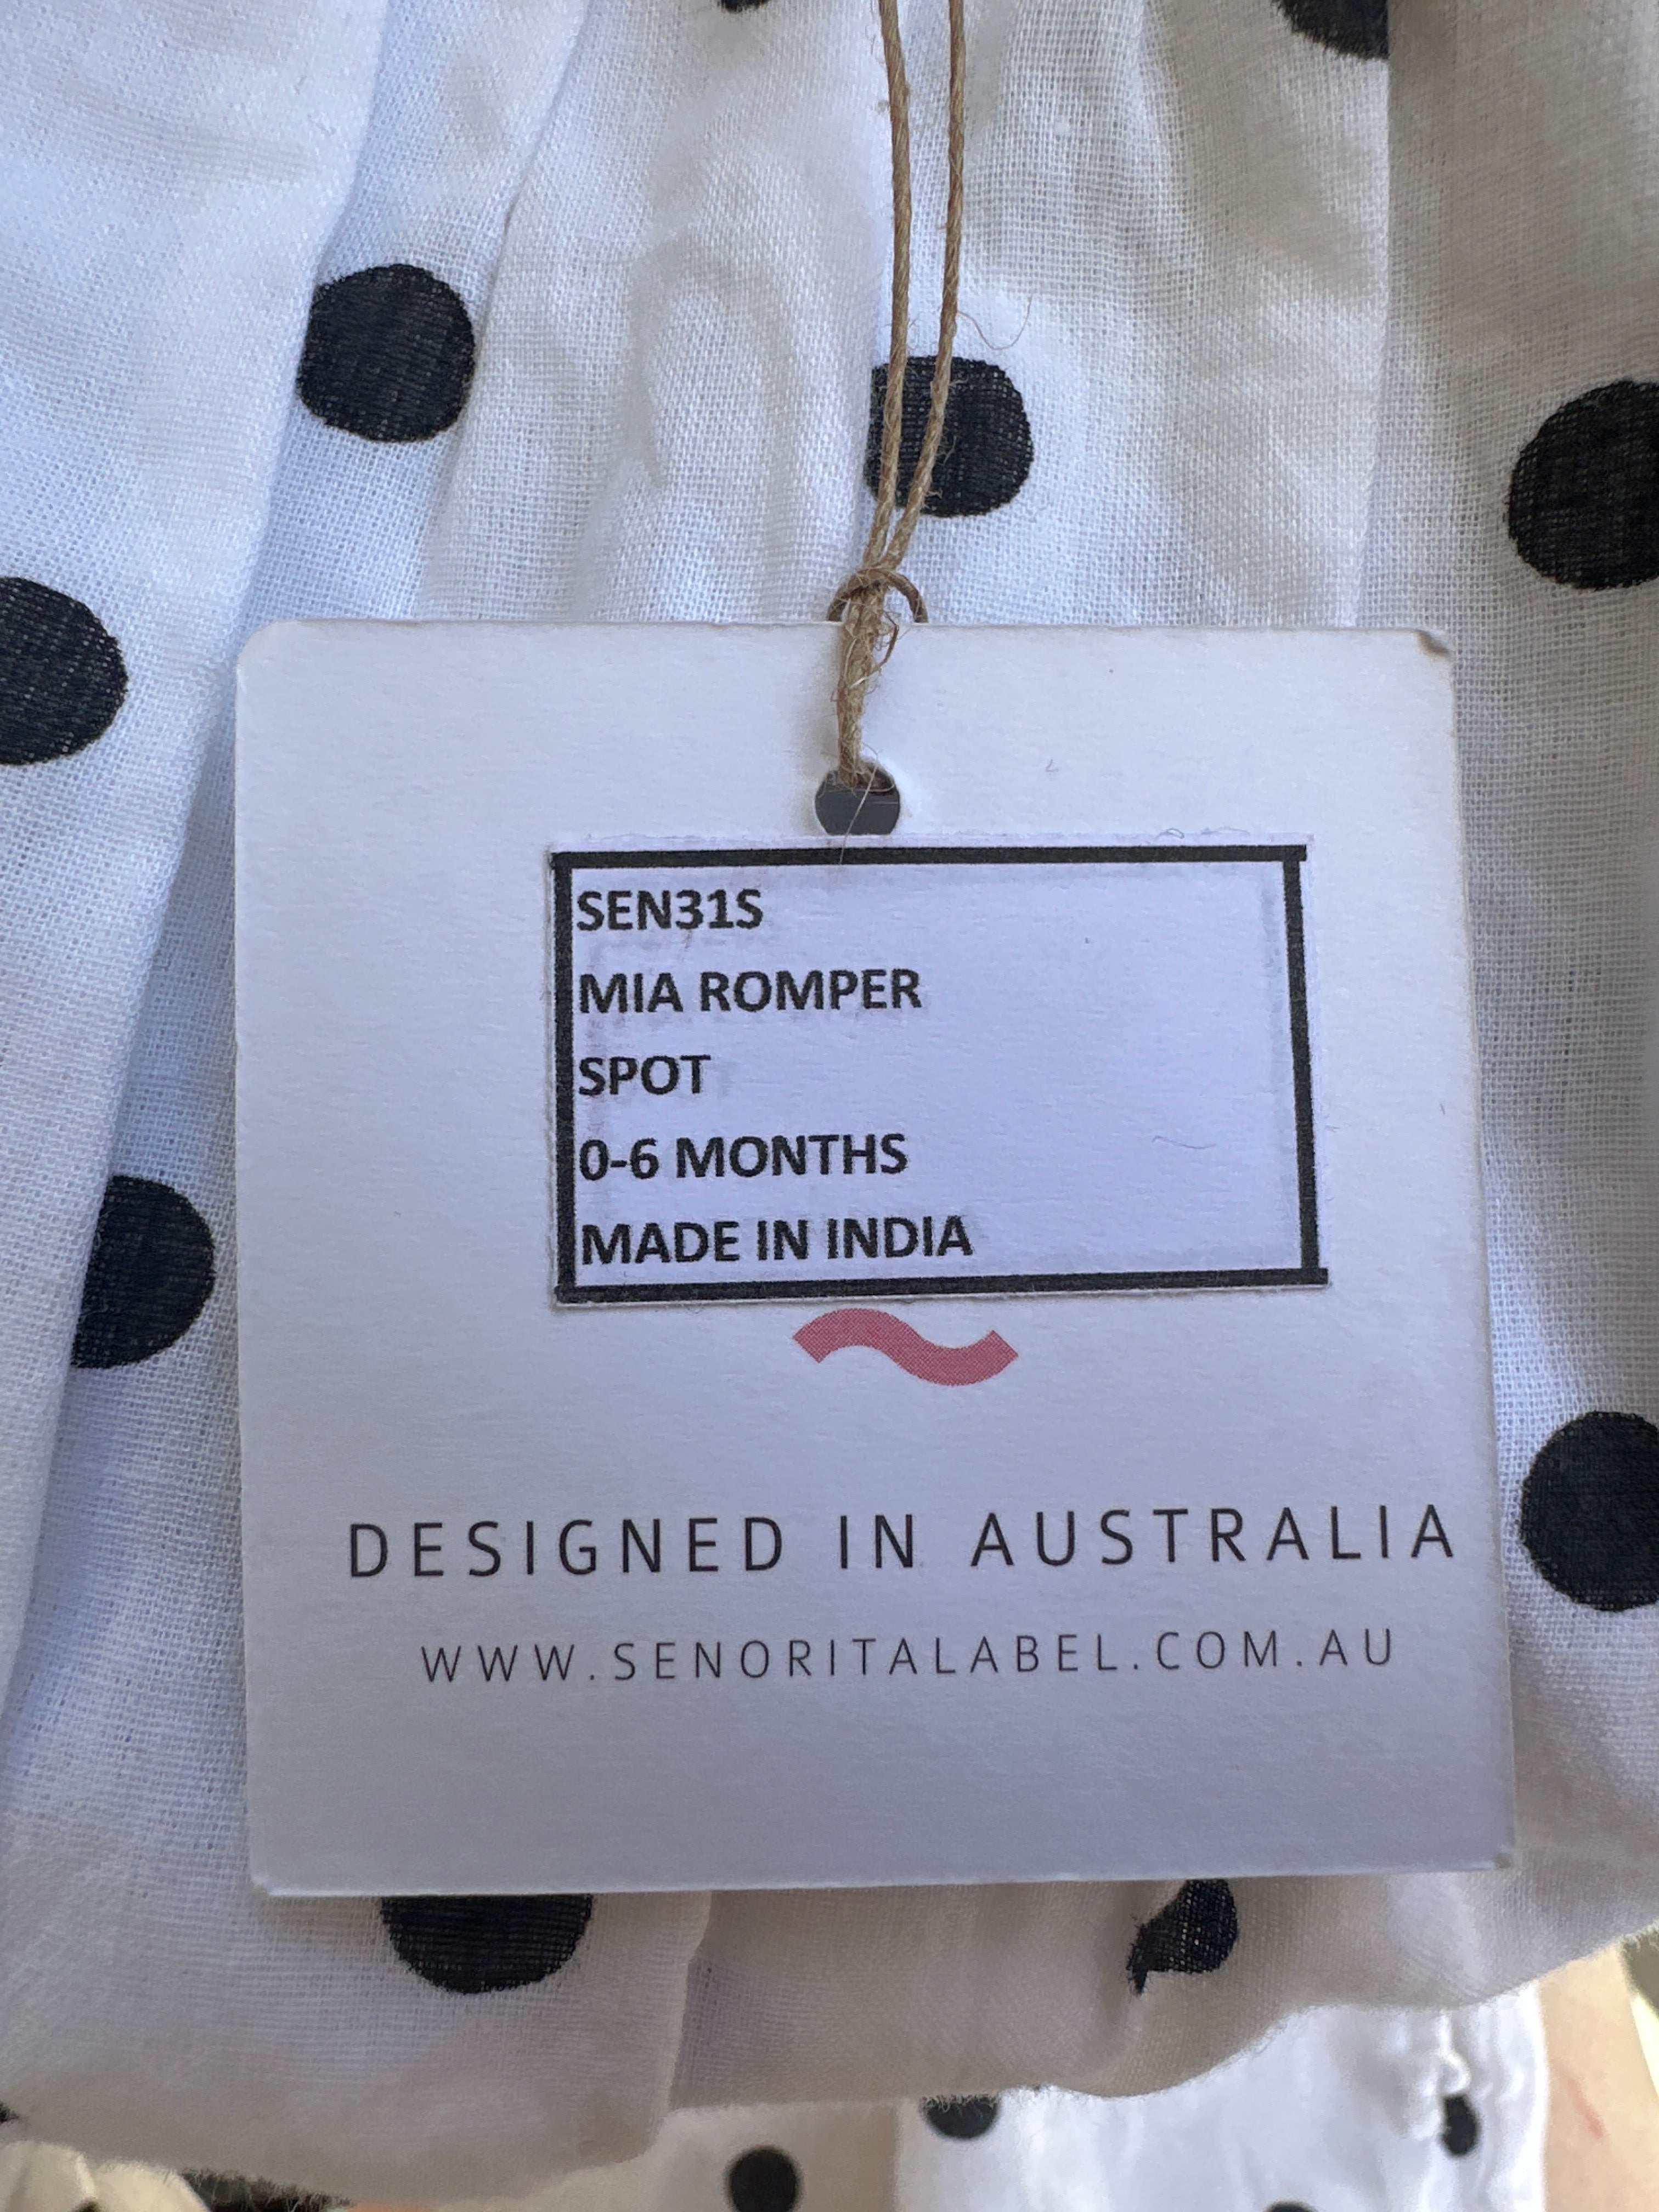 SEN31S
MIA ROMPER
SPOT
0-6 MONTHS
MADE IN INDIA
DESIGNED IN AUSTRALIA
WWW.SENORITALABEL.COM.AU